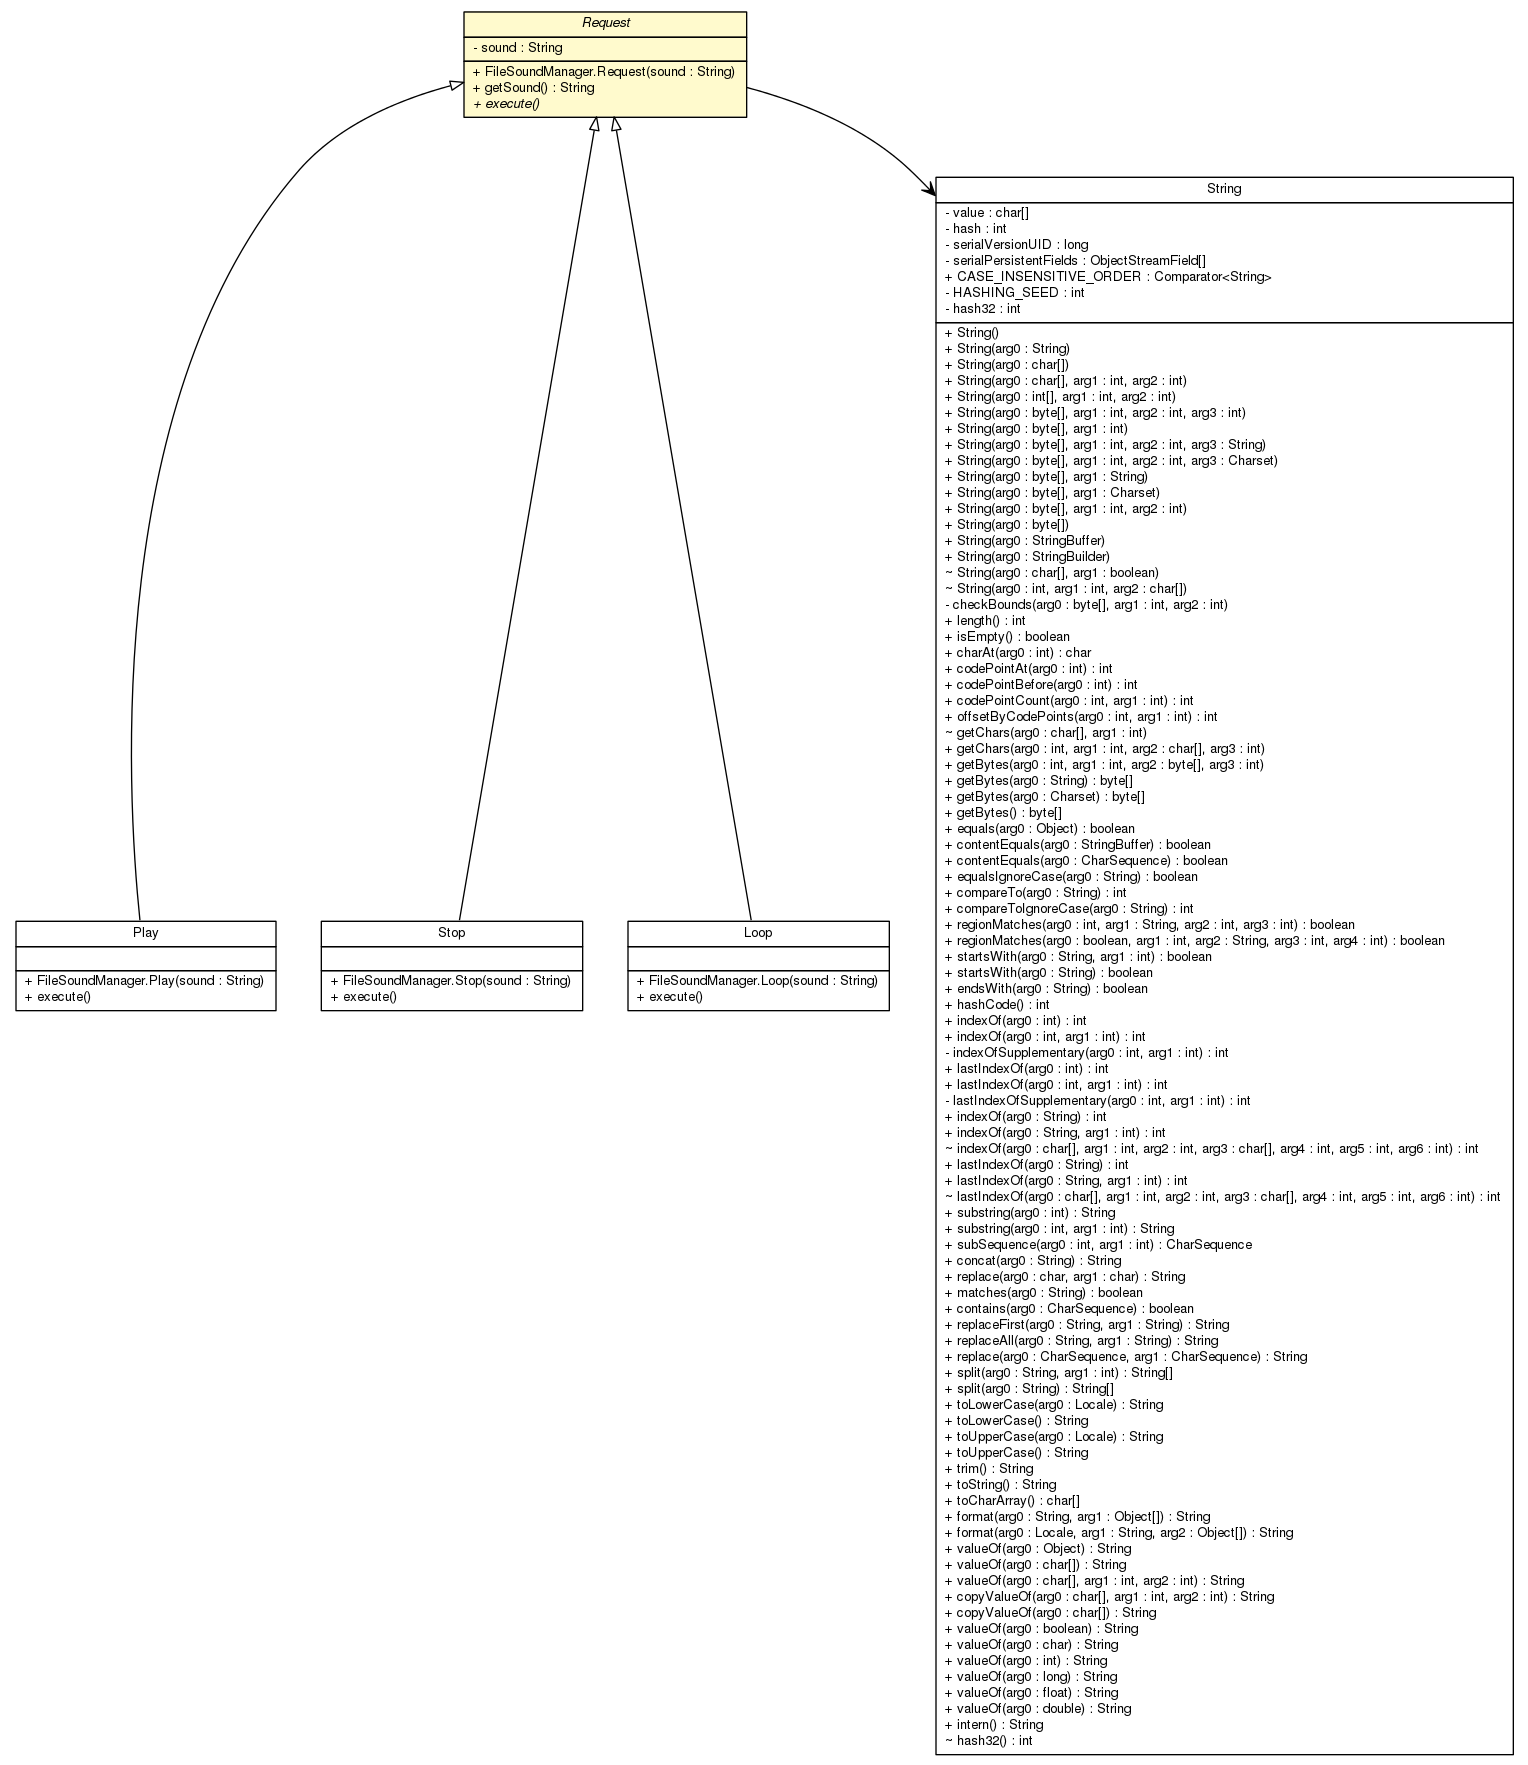 Request
- sound : String
+ FileSoundManager.Request(sound : String)
+ getSound() : String
+ execute()
String
- value : char[]
- hash : int
- serialVersionUID : long
- serialPersistentFields : ObjectStreamField[]
+ CASE_INSENSITIVE_ORDER : Comparator<String>
- HASHING_SEED : int
- hash32 : int
+ String()
+ String(arg0 : String)
+ String(arg0 : char[])
+ String(arg0 : char[], arg1 : int, arg2 : int)
+ String(arg0 : int[], arg1 : int, arg2 : int)
+ String(arg0 : byte[], arg1 : int, arg2 : int, arg3 : int)
+ String(arg0 : byte[], arg1 : int)
+ String(arg0 : byte[], arg1 : int, arg2 : int, arg3 : String)
+ String(arg0 : byte[], arg1 : int, arg2 : int, arg3 : Charset)
+ String(arg0 : byte[], arg1 : String)
+ String(arg0 : byte[], arg1 : Charset)
+ String(arg0 : byte[], arg1 : int, arg2 : int)
+ String(arg0 : byte[])
+ String(arg0 : StringBuffer)
+ String(arg0 : StringBuilder)
~ String(arg0 : char[], arg1 : boolean)
~ String(arg0 : int, arg1 : int, arg2 : char[])
- checkBounds(arg0 : byte[], arg1 : int, arg2 : int)
+ length() : int
+ isEmpty() : boolean
+ charAt(arg0 : int) : char
+ codePointAt(arg0 : int) : int
+ codePointBefore(arg0 : int) : int
+ codePointCount(arg0 : int, arg1 : int) : int
+ offsetByCodePoints(arg0 : int, arg1 : int) : int
~ getChars(arg0 : char[], arg1 : int)
+ getChars(arg0 : int, arg1 : int, arg2 : char[], arg3 : int)
+ getBytes(arg0 : int, arg1 : int, arg2 : byte[], arg3 : int)
+ getBytes(arg0 : String) : byte[]
+ getBytes(arg0 : Charset) : byte[]
+ getBytes() : byte[]
+ equals(arg0 : Object) : boolean
+ contentEquals(arg0 : StringBuffer) : boolean
+ contentEquals(arg0 : CharSequence) : boolean
+ equalsIgnoreCase(arg0 : String) : boolean
+ compareTo(arg0 : String) : int
+ compareToIgnoreCase(arg0 : String) : int
+ regionMatches(arg0 : int, arg1 : String, arg2 : int, arg3 : int) : boolean
+ regionMatches(arg0 : boolean, arg1 : int, arg2 : String, arg3 : int, arg4 : int) : boolean
+ startsWith(arg0 : String, arg1 : int) : boolean
+ startsWith(arg0 : String) : boolean
+ endsWith(arg0 : String) : boolean
+ hashCode() : int
+ indexOf(arg0 : int) : int
+ indexOf(arg0 : int, arg1 : int) : int
- indexOfSupplementary(arg0 : int, arg1 : int) : int
+ lastIndexOf(arg0 : int) : int
+ lastIndexOf(arg0 : int, arg1 : int) : int
- lastIndexOfSupplementary(arg0 : int, arg1 : int) : int
+ indexOf(arg0 : String) : int
+ indexOf(arg0 : String, arg1 : int) : int
~ indexOf(arg0 : char[], arg1 : int, arg2 : int, arg3 : char[], arg4 : int, arg5 : int, arg6 : int) : int
+ lastIndexOf(arg0 : String) : int
+ lastIndexOf(arg0 : String, arg1 : int) : int
~ lastIndexOf(arg0 : char[], arg1 : int, arg2 : int, arg3 : char[], arg4 : int, arg5 : int, arg6 : int) : int
+ substring(arg0 : int) : String
+ substring(arg0 : int, arg1 : int) : String
+ subSequence(arg0 : int, arg1 : int) : CharSequence
+ concat(arg0 : String) : String
+ replace(arg0 : char, arg1 : char) : String
+ matches(arg0 : String) : boolean
+ contains(arg0 : CharSequence) : boolean
+ replaceFirst(arg0 : String, arg1 : String) : String
+ replaceAll(arg0 : String, arg1 : String) : String
+ replace(arg0 : CharSequence, arg1 : CharSequence) : String
+ split(arg0 : String, arg1 : int) : String[]
+ split(arg0 : String) : String[]
+ toLowerCase(arg0 : Locale) : String
+ toLowerCase() : String
+ toUpperCase(arg0 : Locale) : String
+ toUpperCase() : String
+ trim() : String
+ toString() : String
+ toCharArray() : char[]
+ format(arg0 : String, arg1 : Object[]) : String
+ format(arg0 : Locale, arg1 : String, arg2 : Object[]) : String
+ valueOf(arg0 : Object) : String
+ valueOf(arg0 : char[]) : String
+ valueOf(arg0 : char[], arg1 : int, arg2 : int) : String
+ copyValueOf(arg0 : char[], arg1 : int, arg2 : int) : String
+ copyValueOf(arg0 : char[]) : String
+ valueOf(arg0 : boolean) : String
+ valueOf(arg0 : char) : String
+ valueOf(arg0 : int) : String
+ valueOf(arg0 : long) : String
+ valueOf(arg0 : float) : String
+ valueOf(arg0 : double) : String
+ intern() : String
~ hash32() : int
Play
+ FileSoundManager.Play(sound : String)
+ execute()
Stop
+ FileSoundManager.Stop(sound : String)
+ execute()
Loop
+ FileSoundManager.Loop(sound : String)
+ execute()